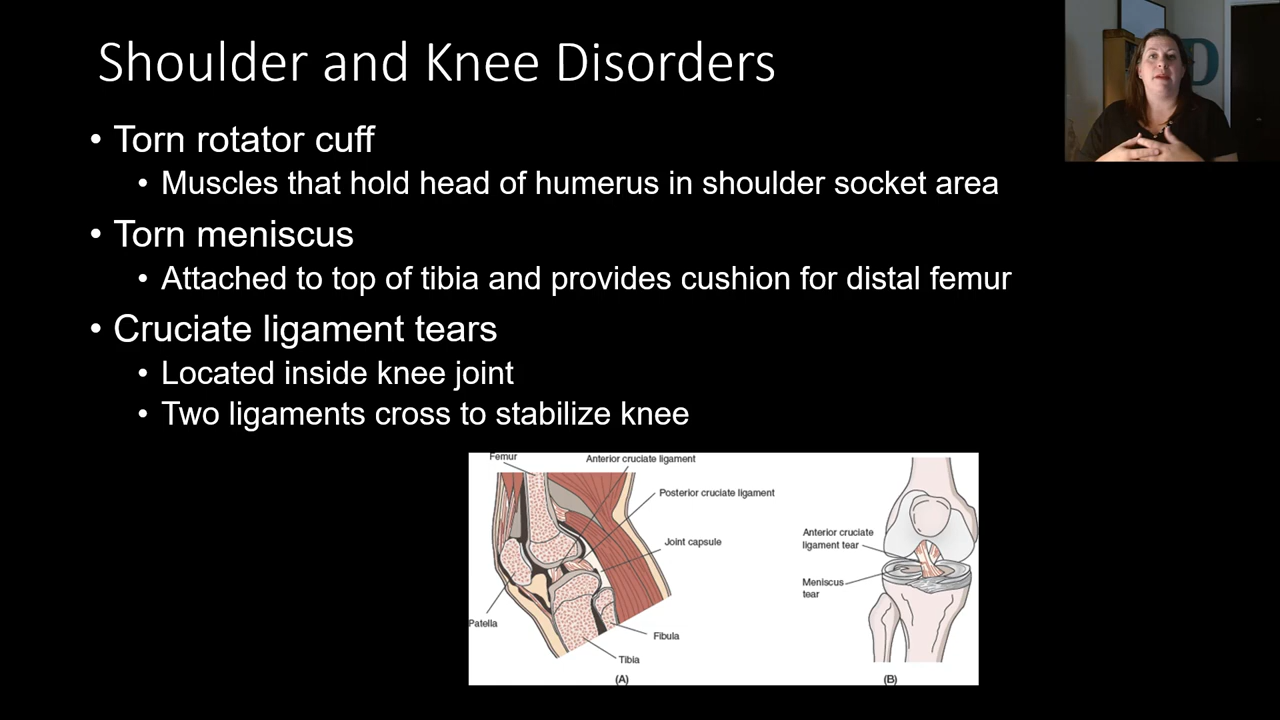 Shoulder and Knee Disorders
• Torn rotator cuff
• Muscles that hold head of humerus in shoulder socket area
• Torn meniscus
• Attached to top of tibia and provides cushion for distal femur
• Cruciate ligament tears
• Located inside knee joint
• Two ligaments cross to stabilize knee
Femur
Anterior cruciate ligament
Posterior cruciate ligament
Joint capsule
Patella
Fibula
Tibia
(A)
Anterior cruciate
ligament tear
Meniscus
tear
(B)